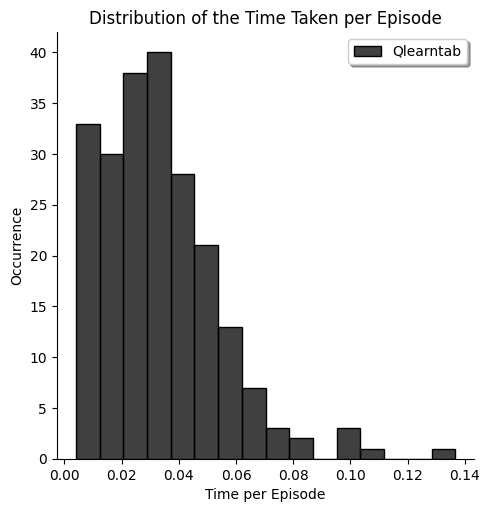 Distribution of the Time Taken per Episode
Qlearntab
40
35
30
25
20
15
10
5
0
Occurrence
0.00 0.02 0.04 0.06 0.08 0.10 0.12 0.14
Time per Episode